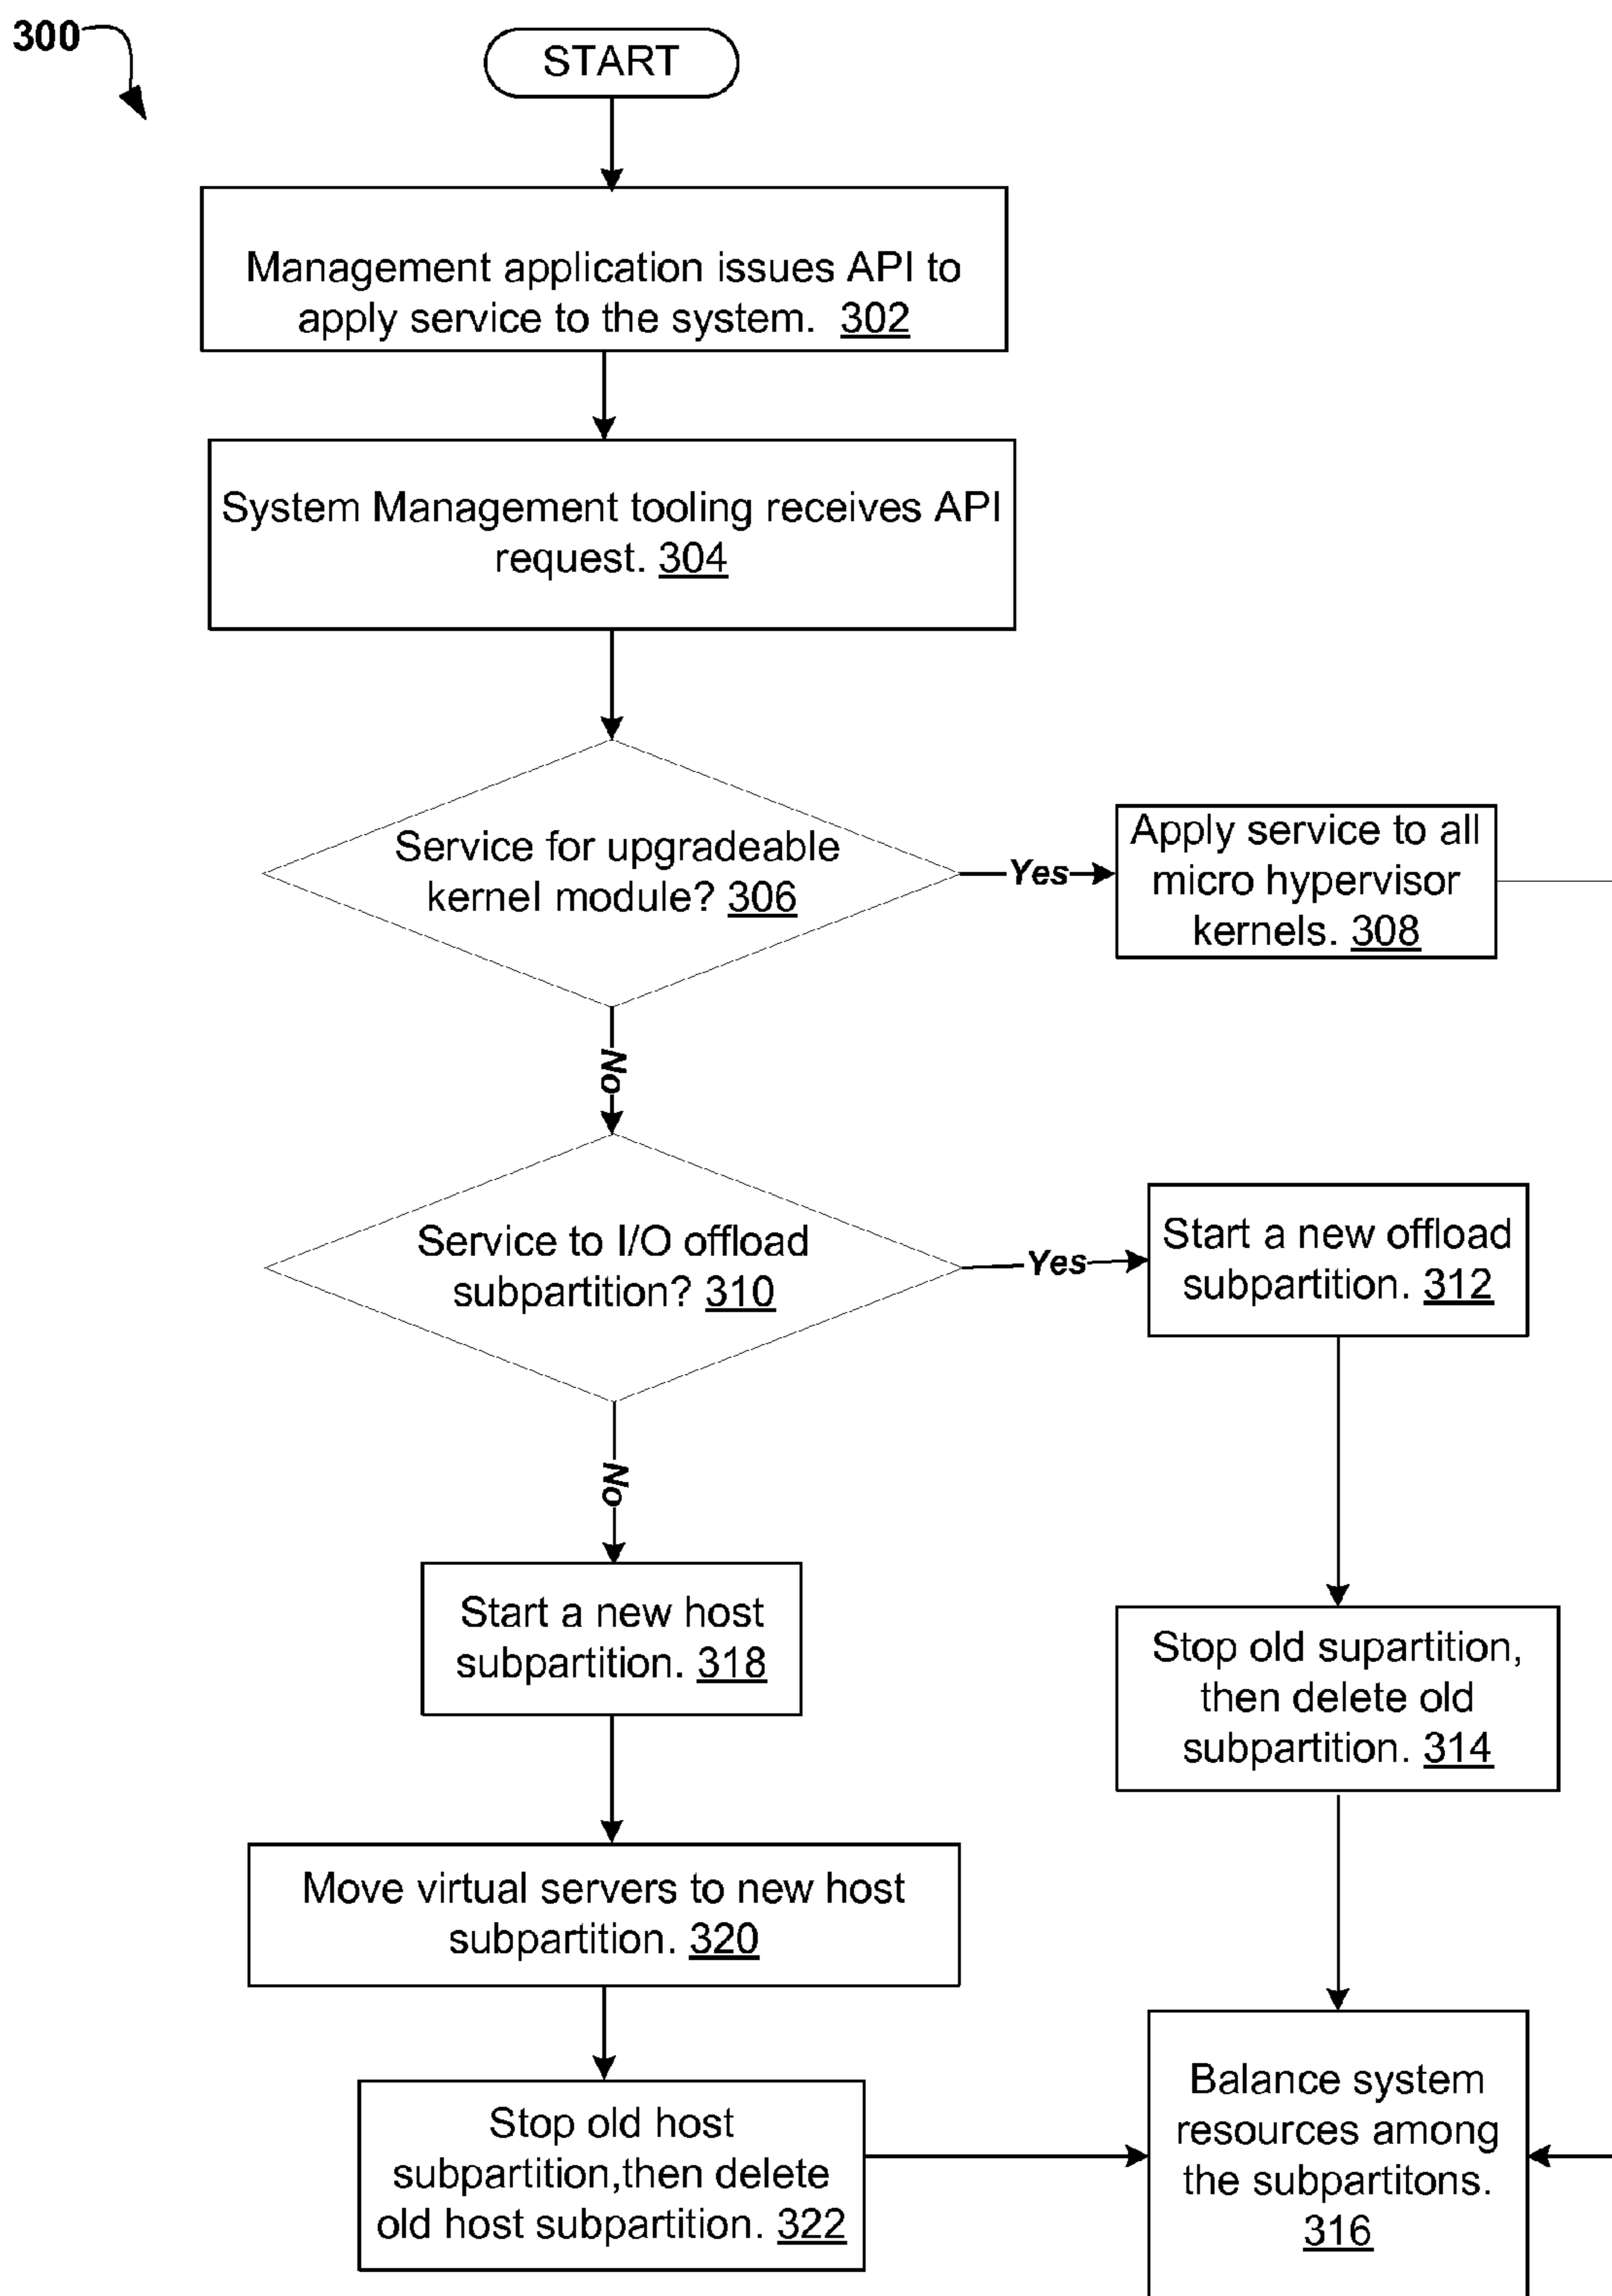 300
START
Management application issues API to
apply service to the system. 302
System Management tooling receives API
request. 304
Service for upgradeable
kernel module? 306
Yes
Apply service to all
micro hypervisor
kernels. 308
No
Service to I/O offload
subpartition? 310
Yes
Start a new offload
subpartition. 312
No
Start a new host
subpartition. 318
Stop old supartition,
then delete old
subpartition. 314
Move virtual servers to new host
subpartition. 320
Stop old host
subpartition,then delete
old host subpartition. 322
Balance system
resources among
the subpartitons.
316